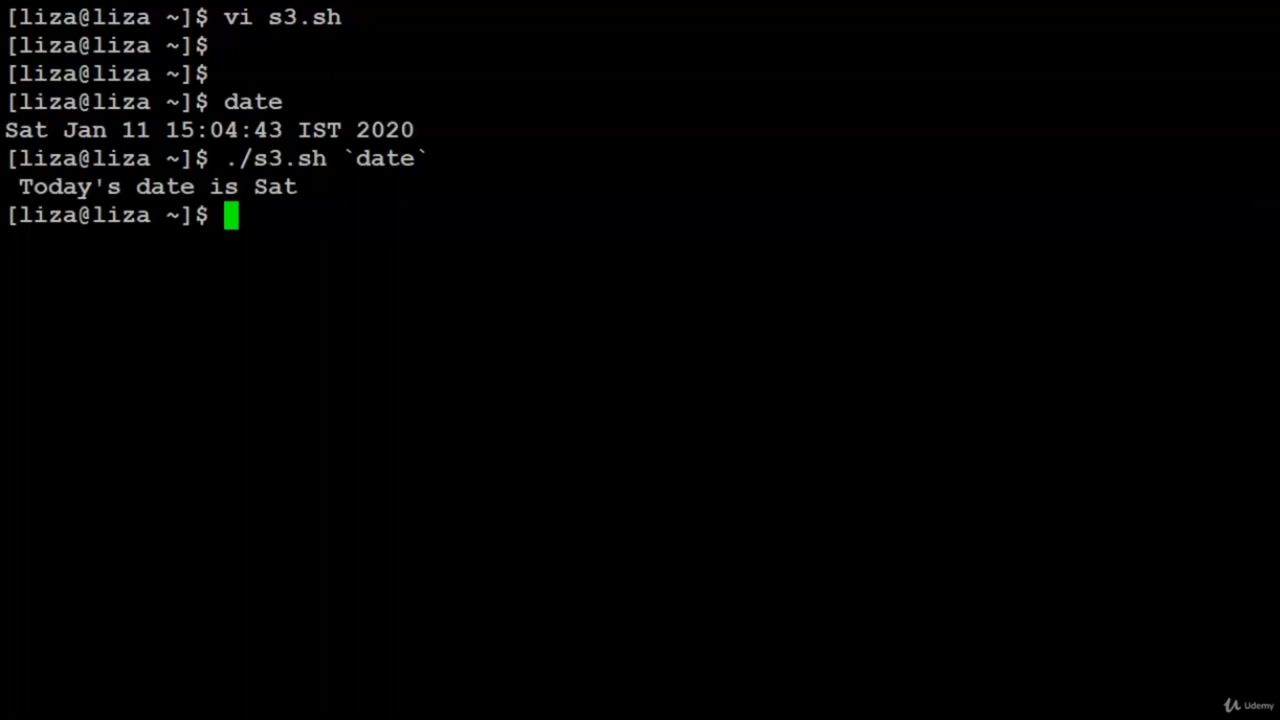 [liza@liza ~]$ vi s3.sh
[liza@liza ~]$
[liza@liza ~]$
[liza@liza ~]$ date
Sat Jan 11 15:04:43 IST 2020
[liza@liza ~]$ ./s3.sh `date`
 Today's date is Sat
[liza@liza ~]$
Udemy